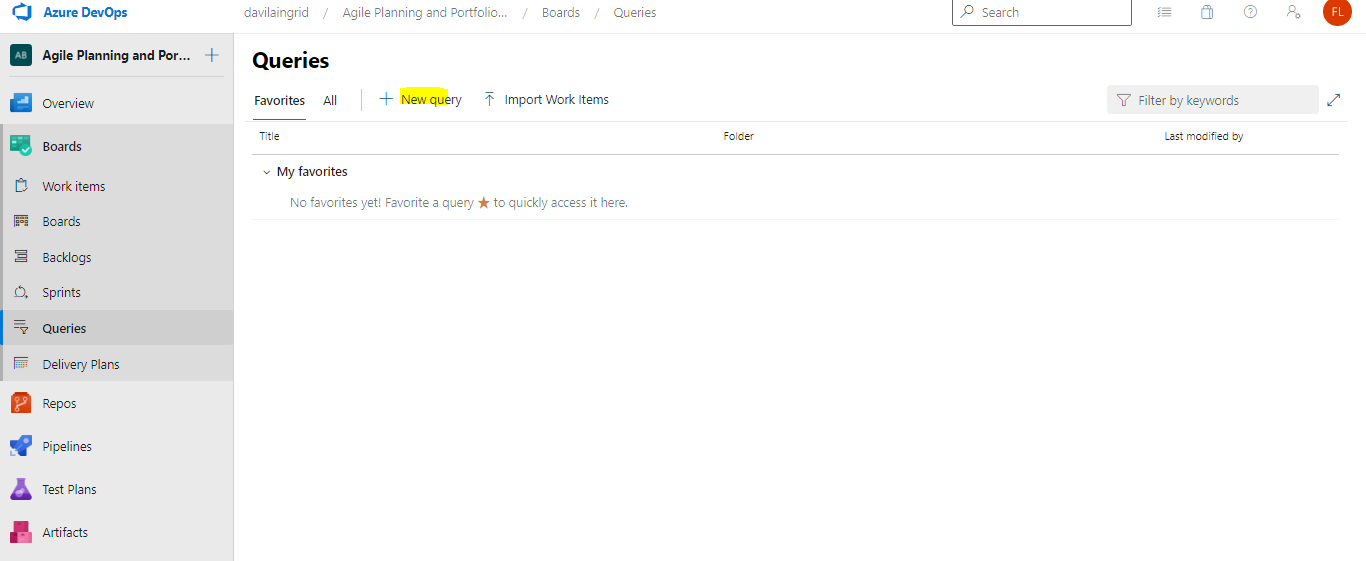 Azure DevOps
davilaingrid / Agile Planning and Portfolio... / Boards / Queries
Search
FL
AB Agile Planning and Por...
Overview
Boards
Work items
Boards
Backlogs
Sprints
Queries
Delivery Plans
Repos
Pipelines
Test Plans
Artifacts
Queries
Favorites All New query Import Work Items
Filter by keywords
Title Folder Last modified by
My favorites
No favorites yet! Favorite a query ★ to quickly access it here.